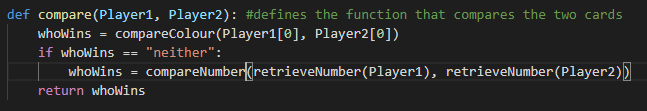 def compare(Player1, Player2): #defines the function that compares the two cards
    whoWins = compareColour(Player1[0], Player2[0])
    if whoWins == "neither":
        whoWins = compareNumber(retrieveNumber(Player1), retrieveNumber(Player2))
    return whoWins